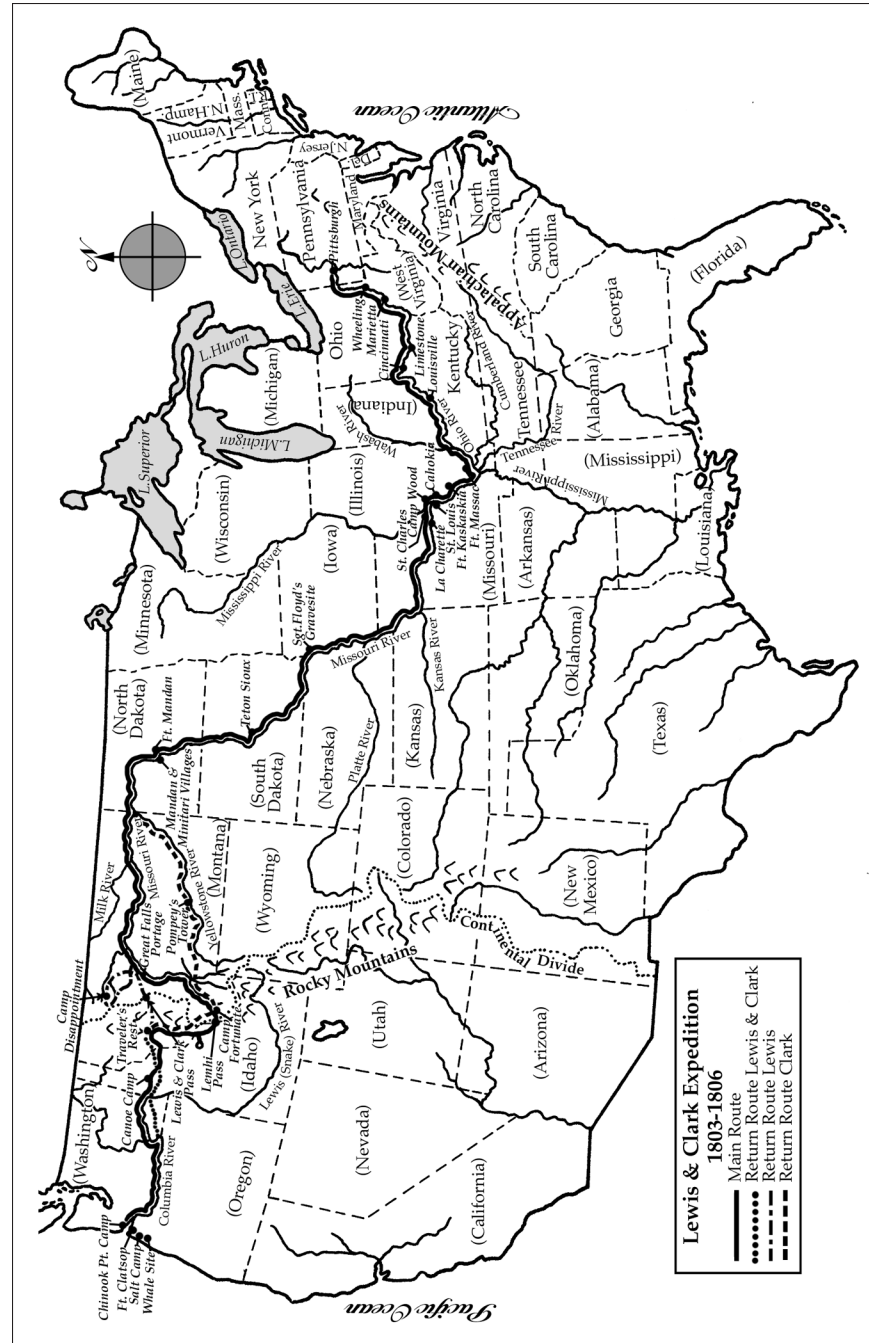 Chinook Pt. Camp
Ft. Clatsop
Salt Camp
Whale Site
(Washington)
Columbia River
(Oregon)
Canoe Camp
Camp
Disappointment
Traveler's
Rest
Lewis & Clark
Pass
Lemhi
Pass
Camp
Fortunate
(Idaho)
Lewis (Snake) River
Milk River
Missouri River
Great Falls
Portage
Pompey's
Tower
Yellowstone River
(Montana)
Mandan &
Minitari Villages
Ft. Mandan
(North
Dakota)
Teton Sioux
(South
Dakota)
(Wyoming)
(Nebraska)
Platte River
Sgt.Floyd's
Gravesite
Missouri River
(Minnesota)
Mississippi River
(Iowa)
(Wisconsin)
L.Superior
L.Michigan
L.Huron
L.Erie
L.Ontario
(Michigan)
(Illinois)
(Indiana)
Wabash River
Ohio
New York
Vermont
N.Hamp.
(Maine)
Mass.
Conn.
R.I.
N.Jersey
Pennsylvania
Pittsburgh
Maryland
Del.
Wheeling
Marietta
Cincinnati
Limestone
Louisville
(West
Virginia)
Virginia
Appalachian Mountains
Kentucky
Ohio River
Cumberland River
Tennessee
Tennessee River
North
Carolina
South
Carolina
Georgia
(Florida)
(Alabama)
(Mississippi)
Mississippi River
(Louisiana)
(Arkansas)
(Missouri)
St. Charles
Camp Wood
Cahokia
La Charette
St. Louis
Ft. Kaskaskia
Ft. Massac
Kansas River
(Kansas)
(Colorado)
(Oklahoma)
(Texas)
(New
Mexico)
Continental Divide
Rocky Mountains
(Utah)
(Arizona)
(Nevada)
(California)
Pacific Ocean
Atlantic Ocean
N
Lewis & Clark Expedition
1803-1806
Main Route
Return Route Lewis & Clark
Return Route Lewis
Return Route Clark